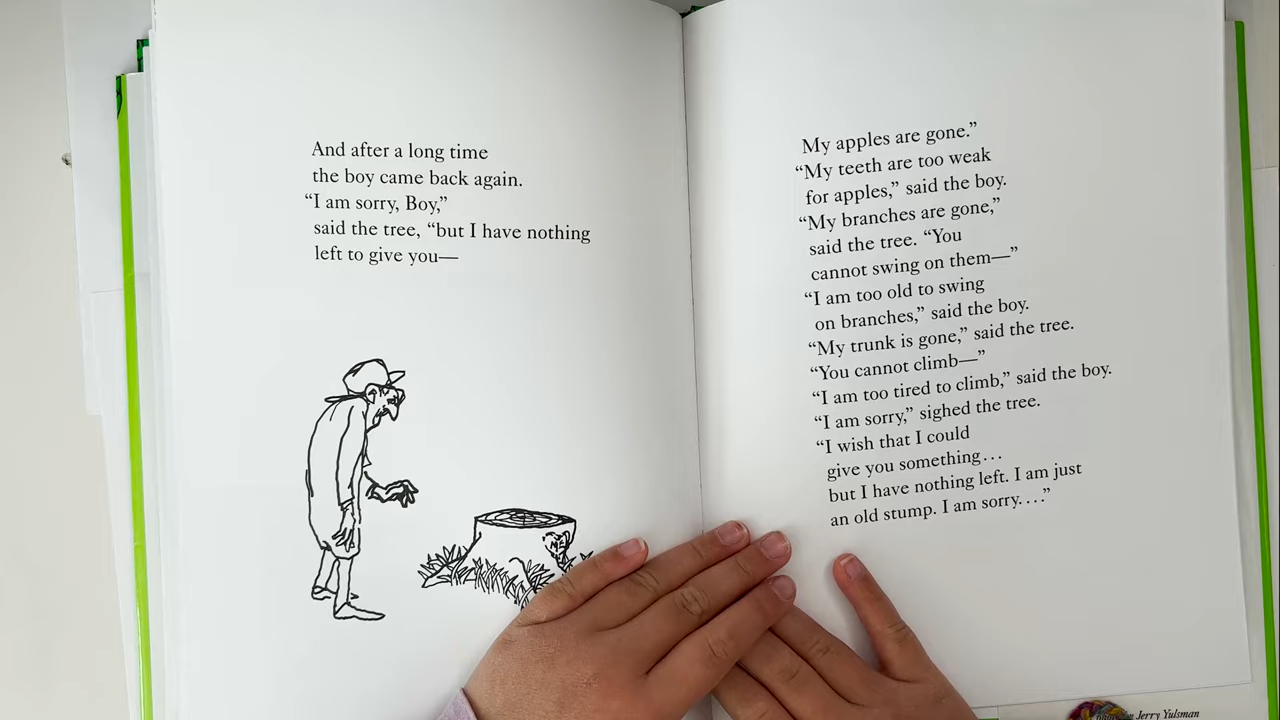 And after a long time
the boy came back again.
“I am sorry, Boy,”
said the tree, “but I have nothing
left to give you—
My apples are gone.”
“My teeth are too weak
for apples,” said the boy.
“My branches are gone,”
said the tree. “You
cannot swing on them—”
“I am too old to swing
on branches,” said the boy.
“My trunk is gone,” said the tree.
“You cannot climb—”
“I am too tired to climb,” said the boy.
“I am sorry,” sighed the tree.
“I wish that I could
give you something...
but I have nothing left. I am just
an old stump. I am sorry....”
by Jerry Yulsman